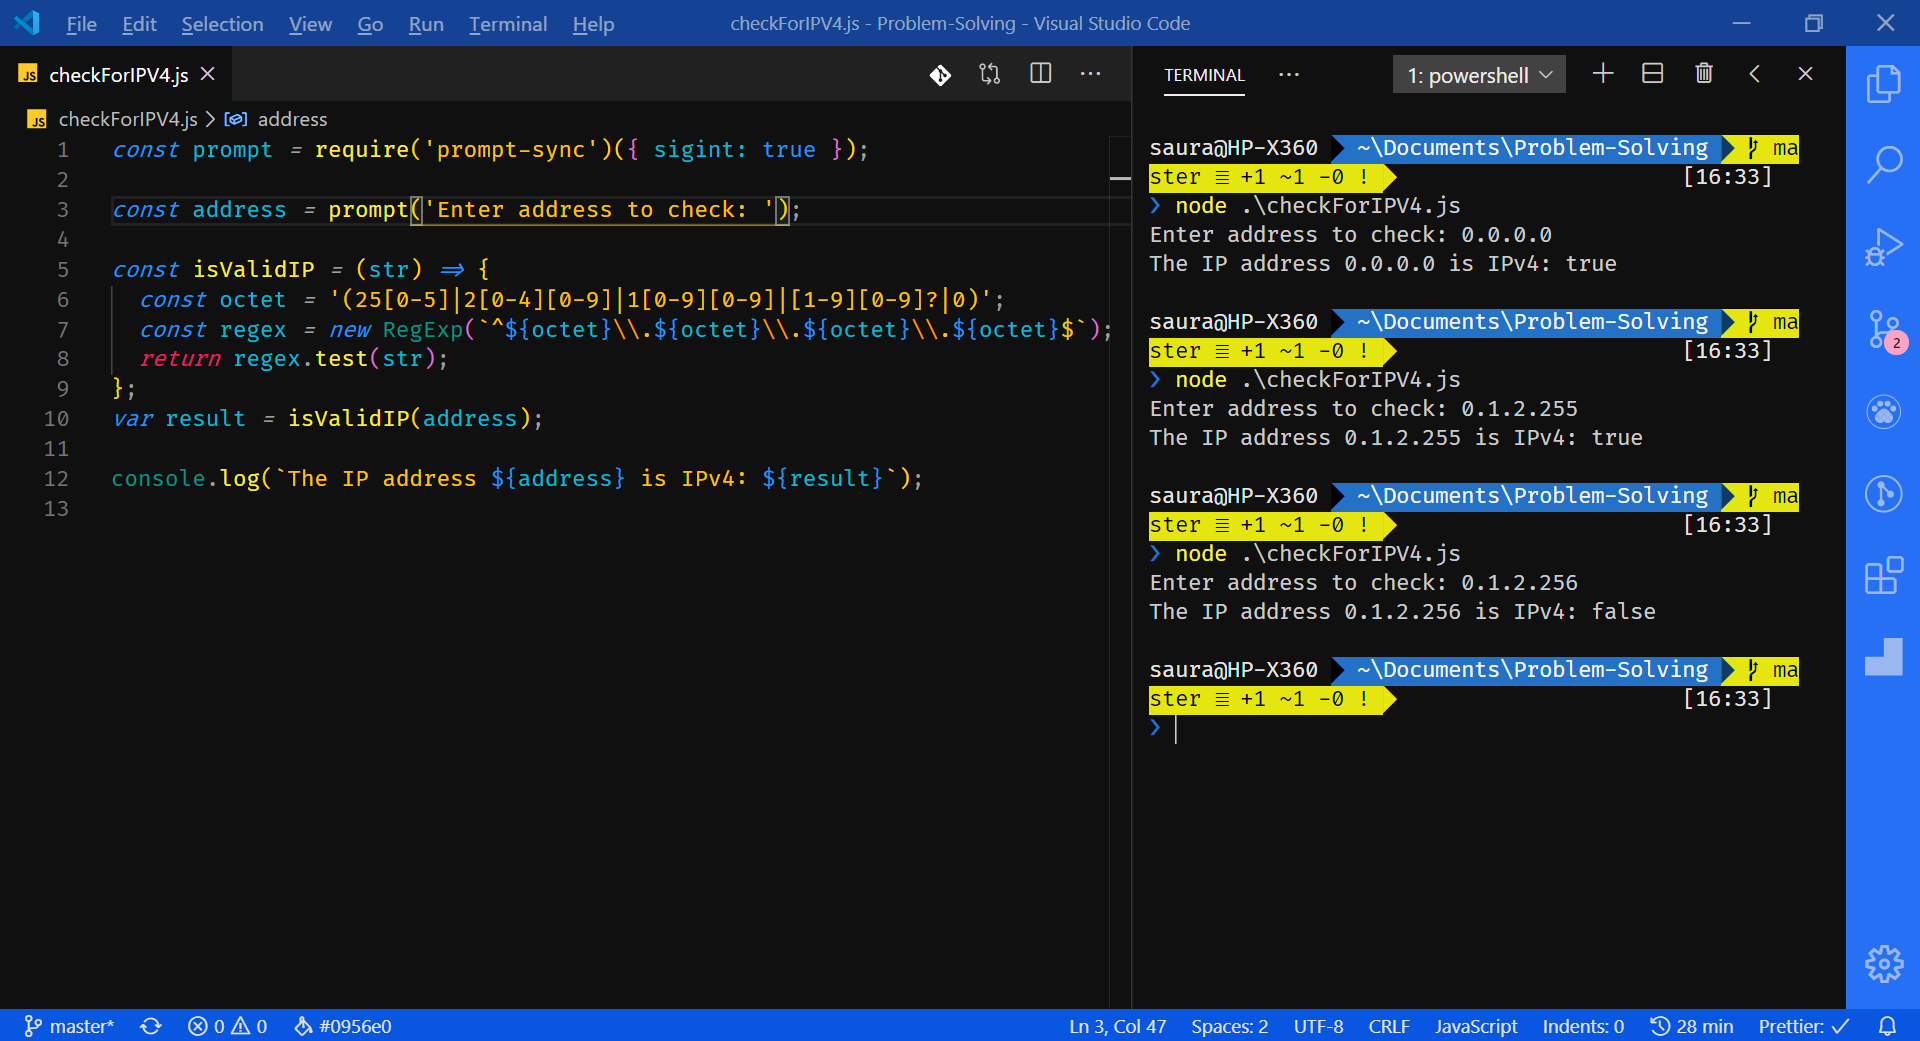 File Edit Selection View Go Run Terminal Help
checkForIPV4.js - Problem-Solving - Visual Studio Code
JS checkForIPV4.js
JS checkForIPV4.js > address
1 const prompt = require('prompt-sync')({ sigint: true });
2
3 const address = prompt('Enter address to check: ');
4
5 const isValidIP = (str) => {
6 const octet = '(25[0-5]|2[0-4][0-9]|1[0-9][0-9]|[1-9][0-9]?|0)';
7 const regex = new RegExp(`^${octet}\\.${octet}\\.${octet}\\.${octet}$`);
8 return regex.test(str);
9 };
10 var result = isValidIP(address);
11
12 console.log(`The IP address ${address} is IPv4: ${result}`);
13
TERMINAL ··· 1: powershell
saura@HP-X360 ~\Documents\Problem-Solving ma
ster ≡ +1 ~1 -0 ! [16:33]
❯ node .\checkForIPV4.js
Enter address to check: 0.0.0.0
The IP address 0.0.0.0 is IPv4: true
saura@HP-X360 ~\Documents\Problem-Solving ma
ster ≡ +1 ~1 -0 ! [16:33]
❯ node .\checkForIPV4.js
Enter address to check: 0.1.2.255
The IP address 0.1.2.255 is IPv4: true
saura@HP-X360 ~\Documents\Problem-Solving ma
ster ≡ +1 ~1 -0 ! [16:33]
❯ node .\checkForIPV4.js
Enter address to check: 0.1.2.256
The IP address 0.1.2.256 is IPv4: false
saura@HP-X360 ~\Documents\Problem-Solving ma
ster ≡ +1 ~1 -0 ! [16:33]
❯
2
master* 0 0 #0956e0
Ln 3, Col 47 Spaces: 2 UTF-8 CRLF JavaScript Indents: 0 28 min Prettier: ✓